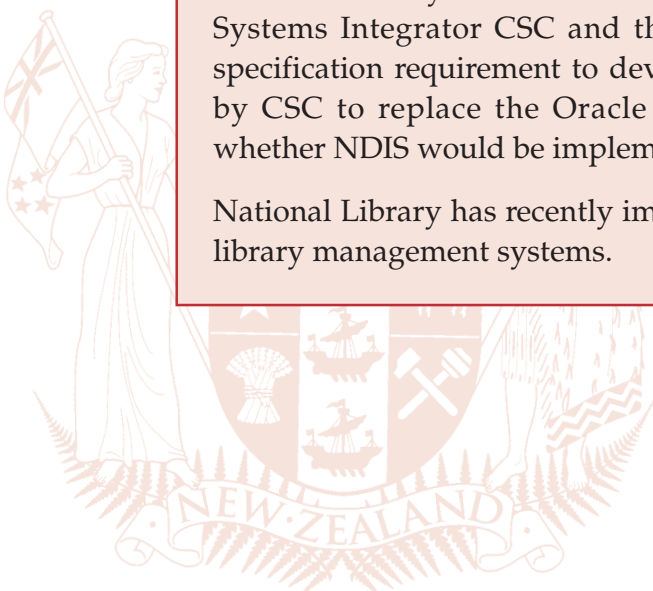 Systems Integrator CSC and th
specification requirement to dev
by CSC to replace the Oracle
whether NDIS would be implem
National Library has recently im
library management systems.
NEW·ZEALAND